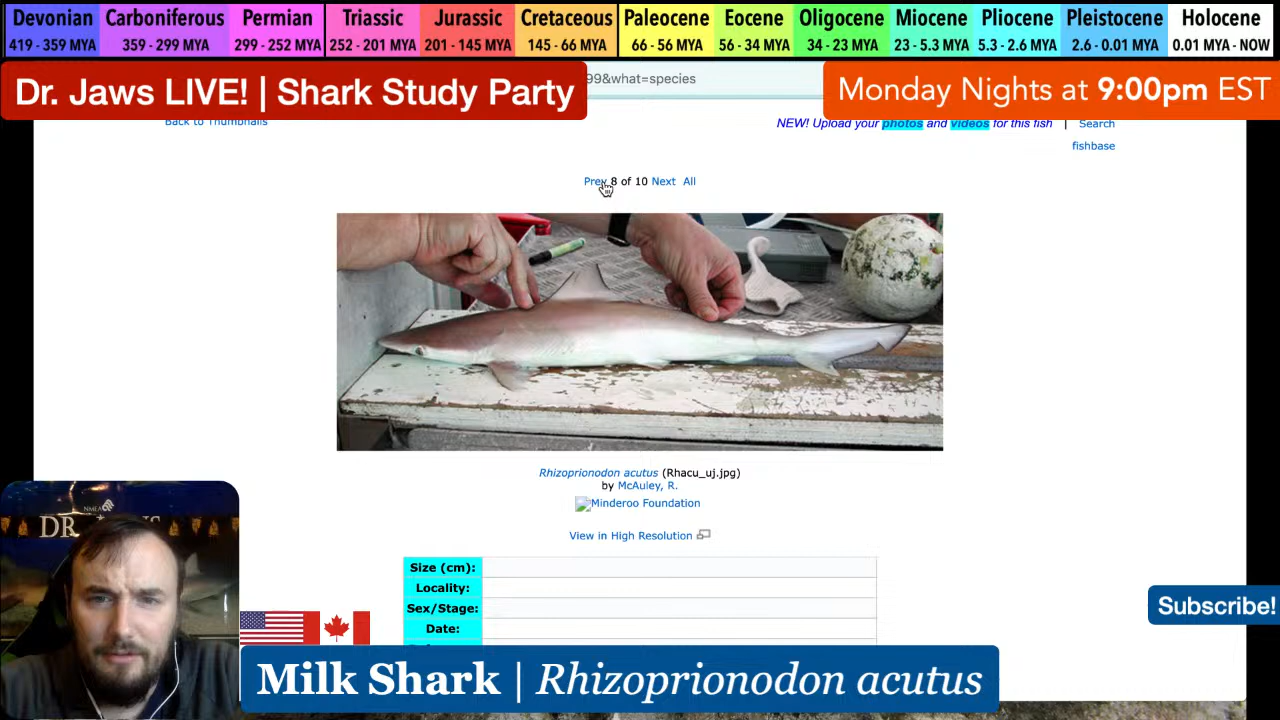 Devonian Carboniferous Permian Triassic Jurassic Cretaceous Paleocene Eocene Oligocene Miocene Pliocene Pleistocene Holocene
419 - 359 MYA 359 - 299 MYA 299 - 252 MYA 252 - 201 MYA 201 - 145 MYA 145 - 66 MYA 66 - 56 MYA 56 - 34 MYA 34 - 23 MYA 23 - 5.3 MYA 5.3 - 2.6 MYA 2.6 - 0.01 MYA 0.01 MYA - NOW
Dr. Jaws LIVE! | Shark Study Party
99&what=species
Monday Nights at 9:00pm EST
Back to Thumbnails
NEW! Upload your photos and videos for this fish | Search
fishbase
Prev 8 of 10 Next All
Rhizoprionodon acutus (Rhacu_uj.jpg)
by McAuley, R.
Minderoo Foundation
View in High Resolution
Size (cm):
Locality:
Sex/Stage:
Date:
NMEA
DR
Subscribe!
Milk Shark | Rhizoprionodon acutus